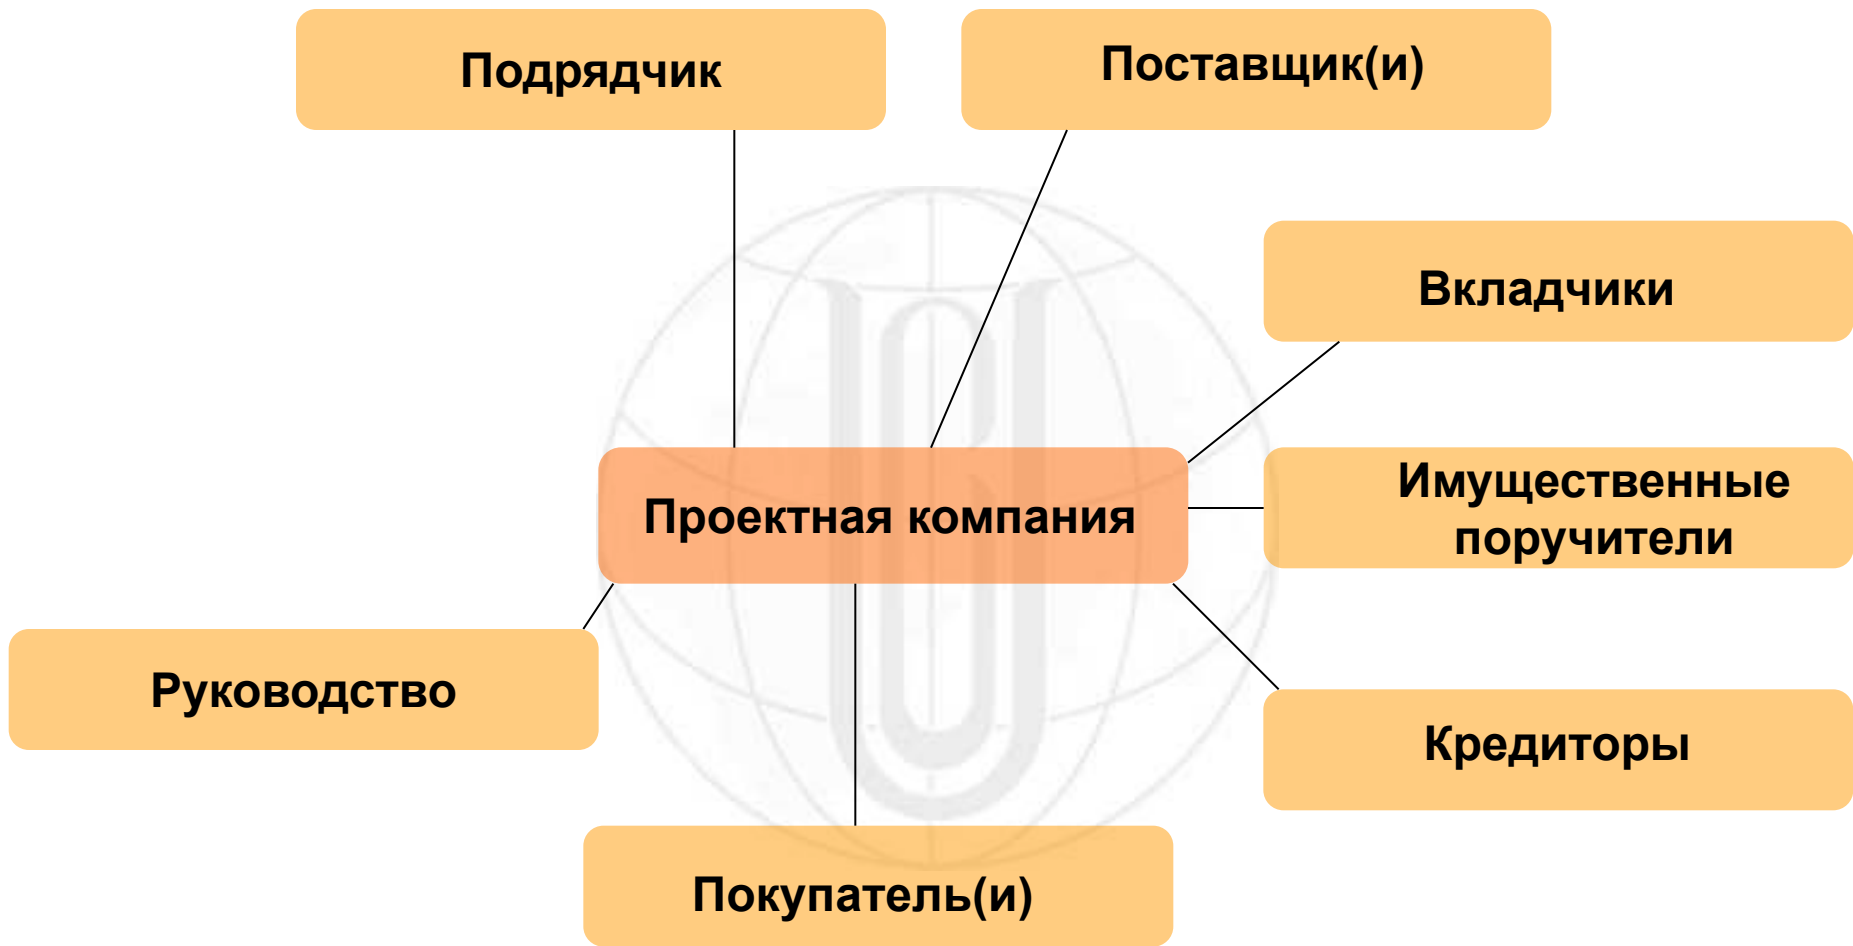 Подрядчик
Поставщик(и)
Вкладчики
Имущественные
поручители
Проектная компания
Руководство
Кредиторы
Покупатель(и)